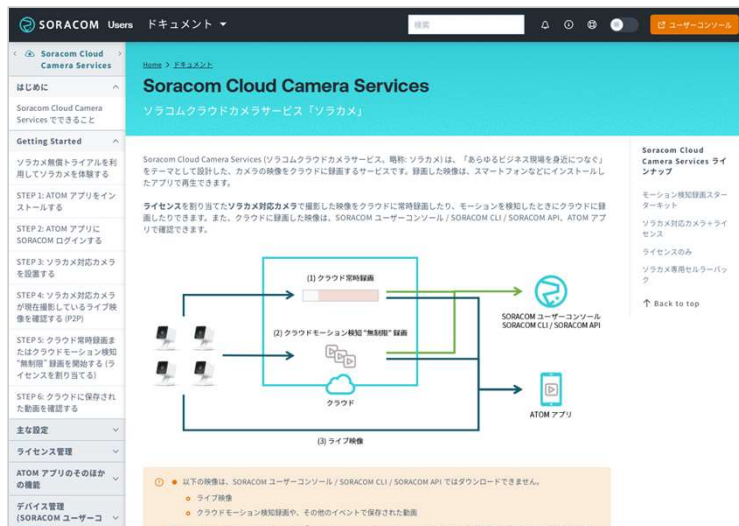 SORACOM Users ドキュメント
検索
ユーザーコンソール
Soracom Cloud
Camera Services
はじめに
Soracom Cloud Camera
Services でできること
Getting Started
ソラカメ無償トライアルを利
用してソラカメを体験する
STEP 1: ATOM アプリをイン
ストールする
STEP 2: ATOM アプリに
SORACOM ログインする
STEP 3: ソラカメ対応カメラ
を設置する
STEP 4: ソラカメ対応カメラ
が現在撮影しているライブ映
像を確認する (P2P)
STEP 5: クラウド常時録画ま
たはクラウドモーション検知
"無制限" 録画を開始する (ラ
イセンスを割り当てる)
STEP 6: クラウドに保存され
た動画を確認する
主な設定
ライセンス管理
ATOM アプリのそのほか
の機能
デバイス管理
(SORACOM ユーザーコ
Home > ドキュメント
Soracom Cloud Camera Services
ソラコムクラウドカメラサービス「ソラカメ」
Soracom Cloud Camera Services (ソラコムクラウドカメラサービス、略称: ソラカメ) は、「あらゆるビジネス現場を身近につなぐ」
をテーマとして設計した、カメラの映像をクラウドに録画するサービスです。録画した映像は、スマートフォンなどにインストールし
たアプリで再生できます。
ライセンスを割り当てたソラカメ対応カメラで撮影した映像をクラウドに常時録画したり、モーションを検知したときにクラウドに録
画したりできます。また、クラウドに録画した映像は、SORACOM ユーザーコンソール / SORACOM CLI / SORACOM API、ATOM アプ
リで確認できます。
(1) クラウド常時録画
(2) クラウドモーション検知 "無制限" 録画
クラウド
(3) ライブ映像
SORACOM ユーザーコンソール
SORACOM CLI / SORACOM API
ATOM アプリ
以下の映像は、SORACOM ユーザーコンソール / SORACOM CLI / SORACOM API ではダウンロードできません。
ライブ映像
クラウドモーション検知録画や、その他のイベントで保存された動画
Soracom Cloud
Camera Services ライ
ンナップ
モーション検知録画スター
ターキット
ソラカメ対応カメラ+ライ
センス
ライセンスのみ
ソラカメ専用セルラーパッ
ク
Back to top